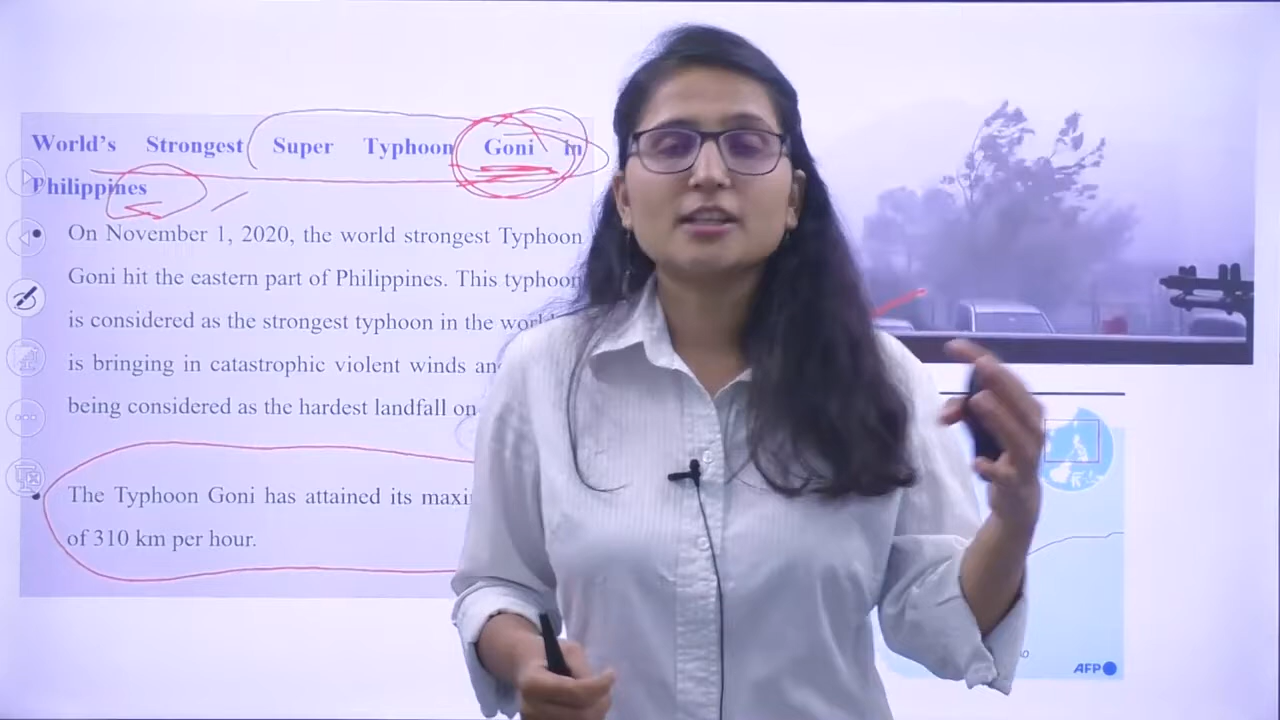 World's Strongest Super Typhoon Goni in
Philippines
On November 1, 2020, the world strongest Typhoon
Goni hit the eastern part of Philippines. This typhoon
is considered as the strongest typhoon in the world
is bringing in catastrophic violent winds and
being considered as the hardest landfall on
The Typhoon Goni has attained its maxi
of 310 km per hour.
AFP